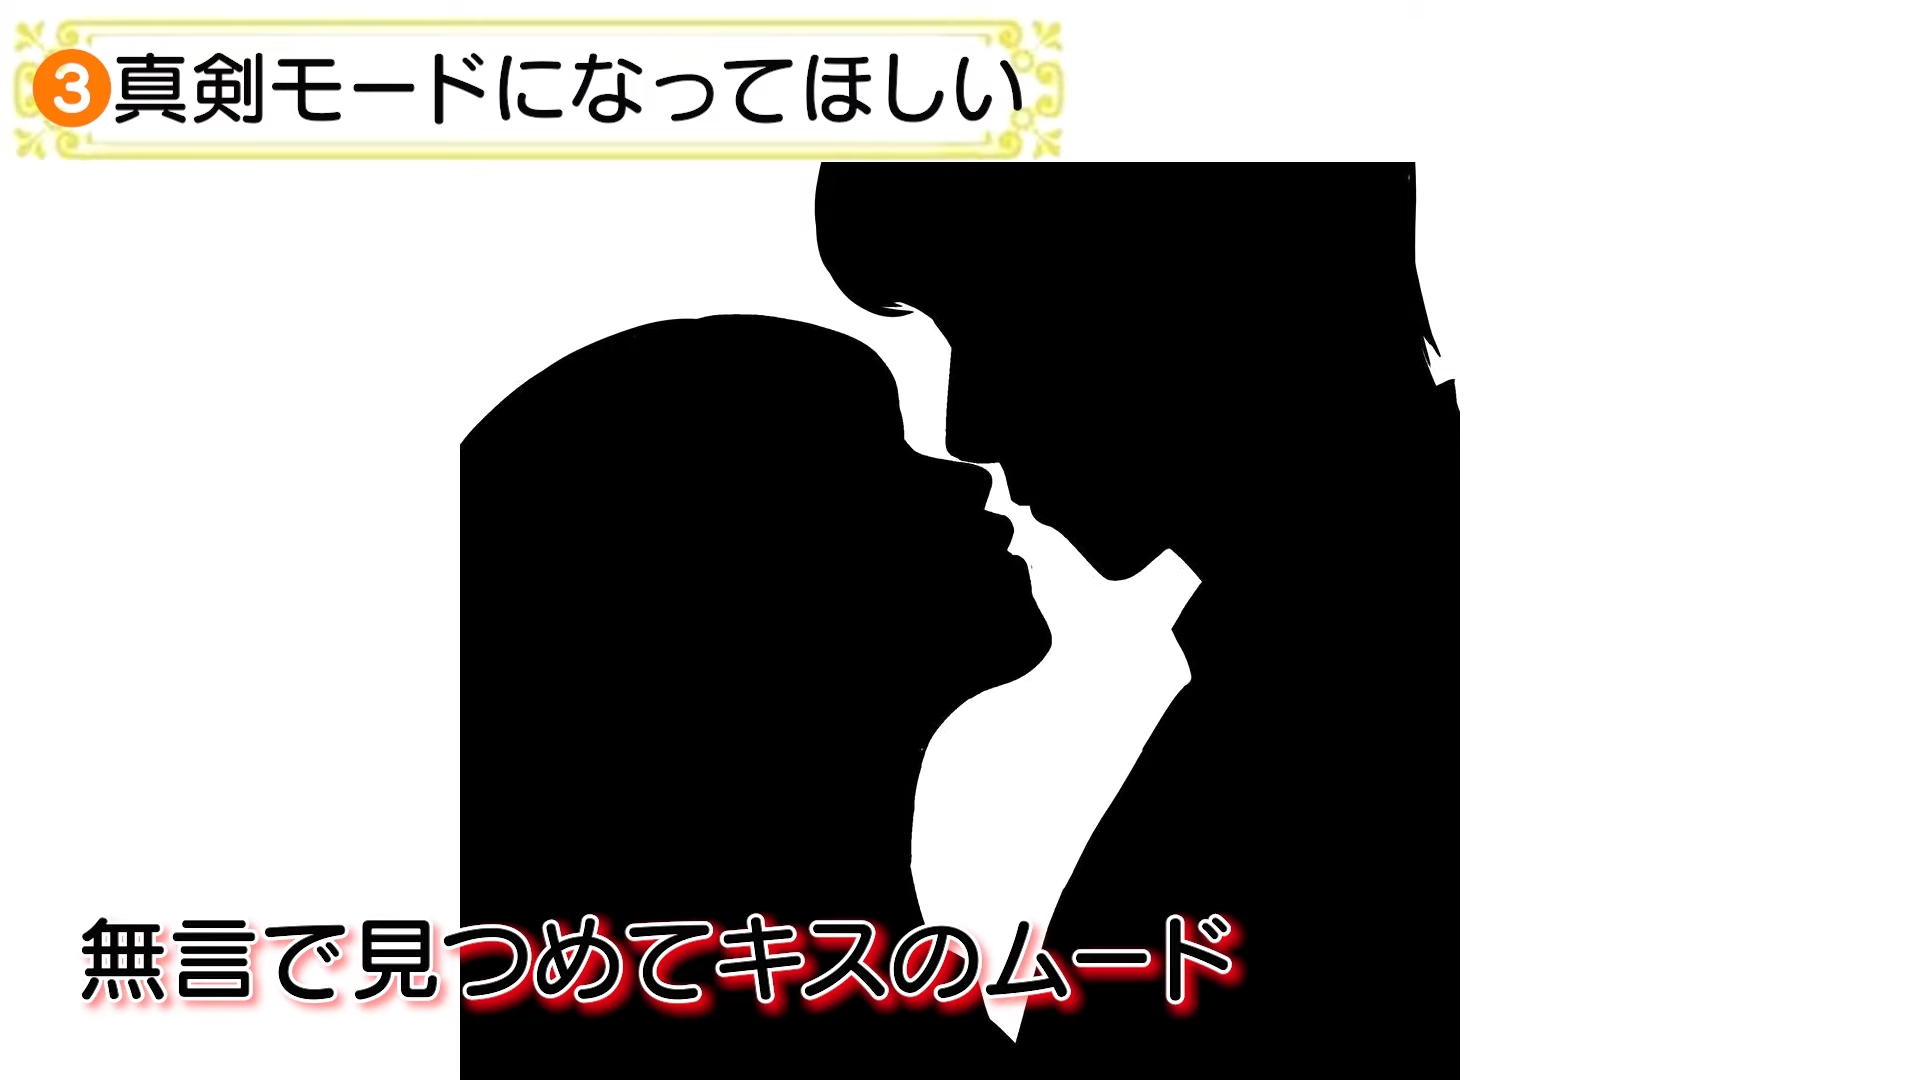 ❸真剣モードになってほしい
無言で見つめてキスのムード